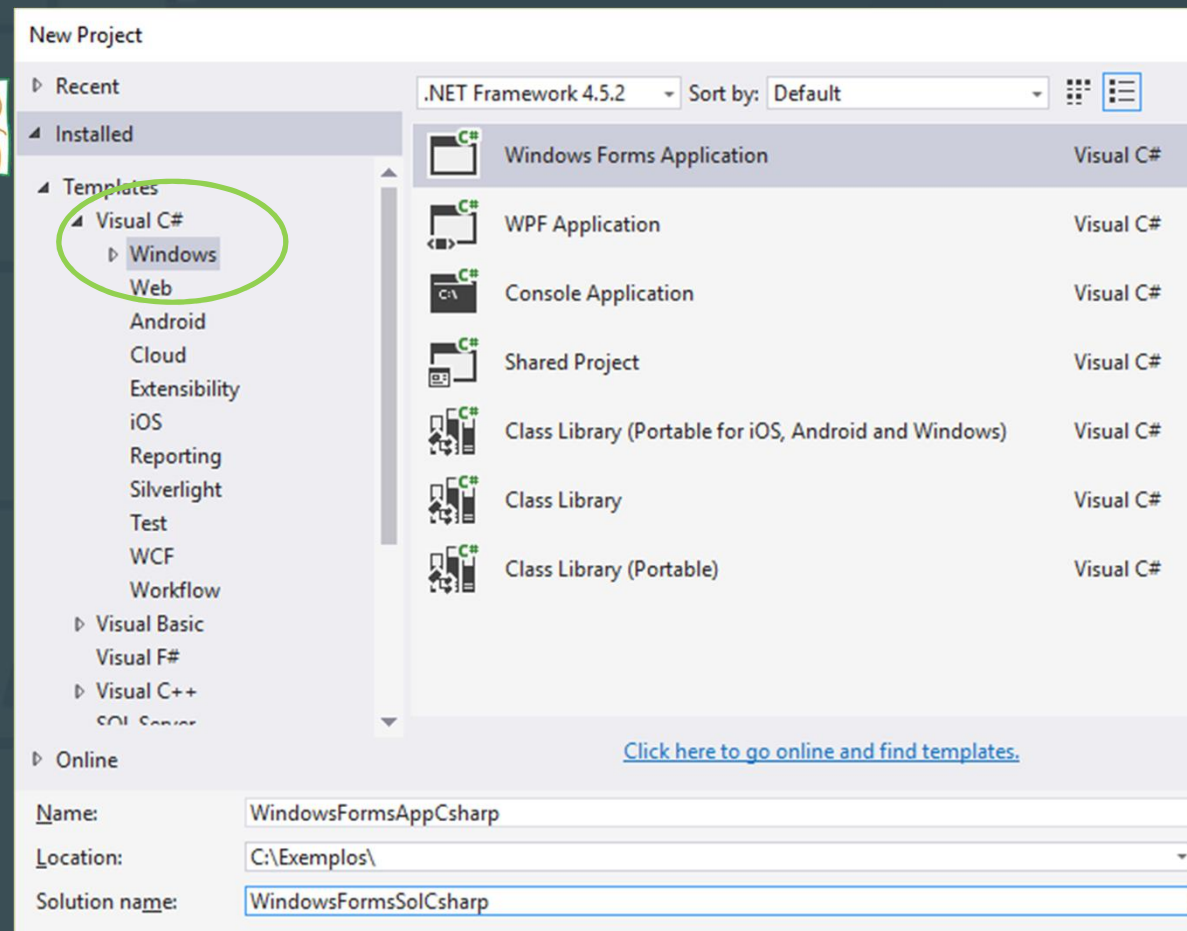 New Project
Recent
Installed
Templates
Visual C#
Windows
Web
Android
Cloud
Extensibility
iOS
Reporting
Silverlight
Test
WCF
Workflow
Visual Basic
Visual F#
Visual C++
SQL Server
Online
.NET Framework 4.5.2 Sort by: Default
Windows Forms Application Visual C#
WPF Application Visual C#
Console Application Visual C#
Shared Project Visual C#
Class Library (Portable for iOS, Android and Windows) Visual C#
Class Library Visual C#
Class Library (Portable) Visual C#
Click here to go online and find templates.
Name: WindowsFormsAppCsharp
Location: C:\Exemplos\
Solution name: WindowsFormsSolCsharp